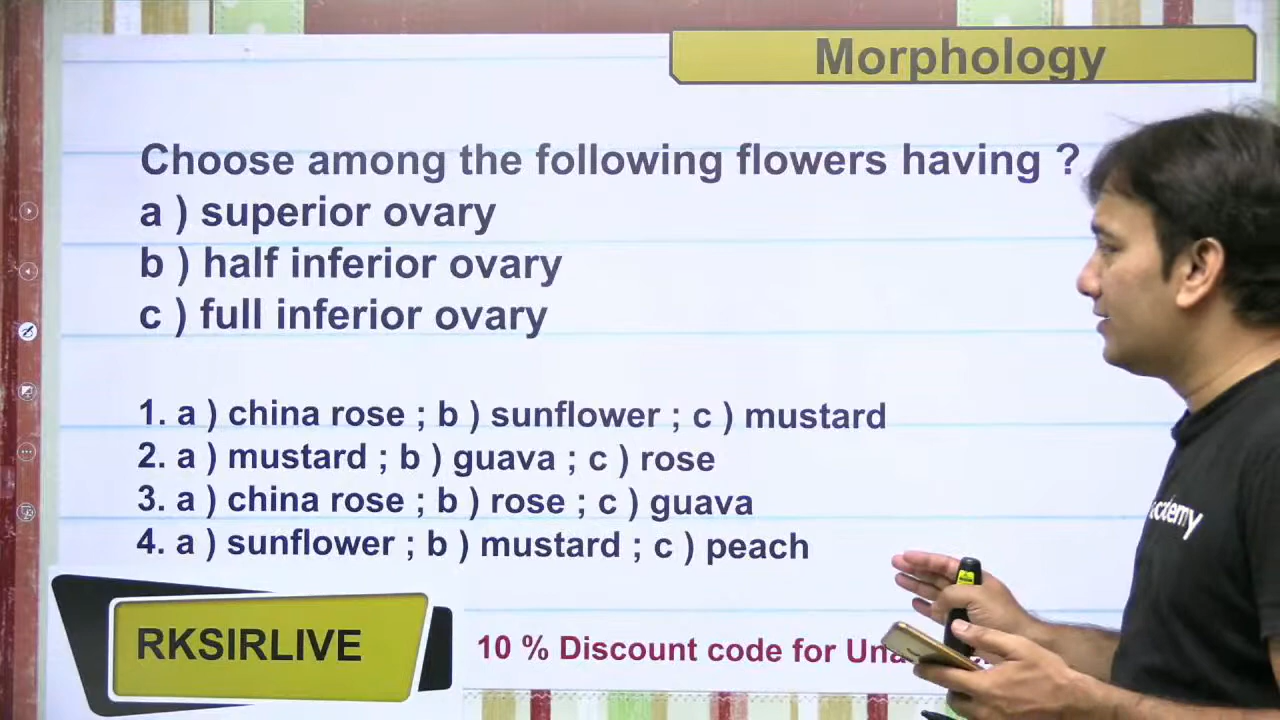 Morphology
Choose among the following flowers having ?
a ) superior ovary
b ) half inferior ovary
c ) full inferior ovary
1. a ) china rose ; b ) sunflower ; c ) mustard
2. a ) mustard ; b ) guava ; c ) rose
3. a ) china rose ; b ) rose ; c ) guava
4. a ) sunflower ; b ) mustard ; c ) peach
RKSIRLIVE
10 % Discount code for